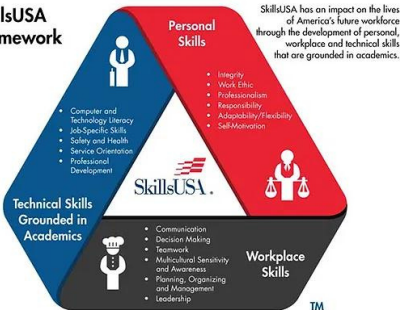 llsUSA
amework
SkillsUSA has an impact on the lives
of America's future workforce
through the development of personal,
workplace and technical skills
that are grounded in academics.
Personal
Skills
• Integrity
• Work Ethic
• Professionalism
• Responsibility
• Adaptability/Flexibility
• Self-Motivation
• Computer and
Technology Literacy
• Job-Specific Skills
• Safety and Health
• Service Orientation
• Professional
Development
SkillsUSA®
Technical Skills
Grounded in
Academics
• Communication
• Decision Making
• Teamwork
• Multicultural Sensitivity
and Awareness
• Planning, Organizing
and Management
• Leadership
Workplace
Skills
TM